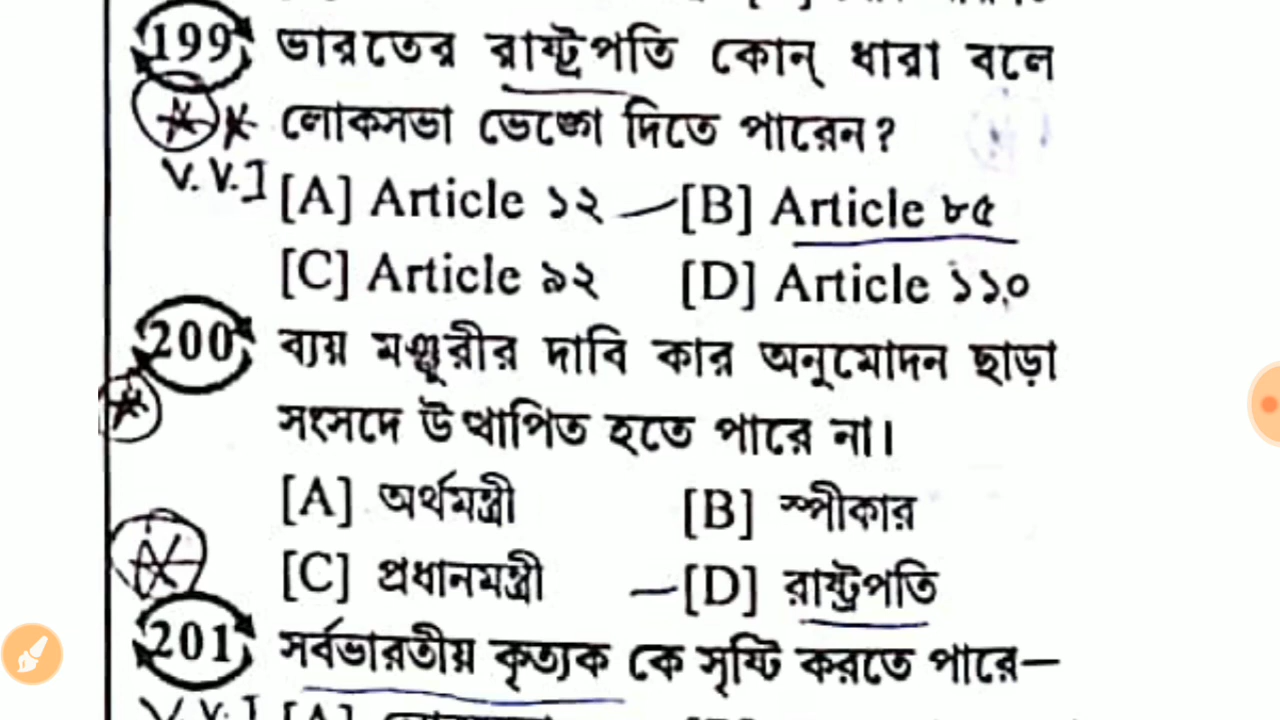 199 ভারতের রাষ্ট্রপতি কোন্ ধারা বলে
লোকসভা ভেঙ্গে দিতে পারেন?
V.V.I [A] Article ১২ [B] Article ৮৫
[C] Article ৯২ [D] Article ১১০
200 ব্যয় মঞ্জুরীর দাবি কার অনুমোদন ছাড়া
সংসদে উত্থাপিত হতে পারে না।
[A] অর্থমন্ত্রী [B] স্পীকার
[C] প্রধানমন্ত্রী [D] রাষ্ট্রপতি
201 সর্বভারতীয় কৃত্যক কে সৃষ্টি করতে পারে—
V.V.I [A]